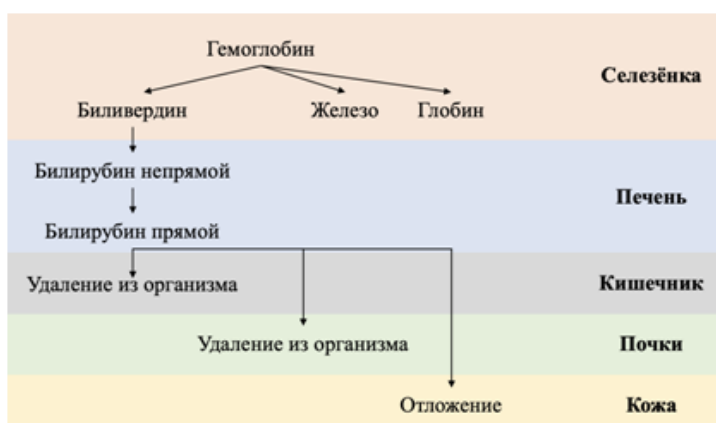 Гемоглобин
Селезёнка
Биливердин Железо Глобин
Билирубин непрямой
Печень
Билирубин прямой
Удаление из организма Кишечник
Удаление из организма Почки
Отложение Кожа